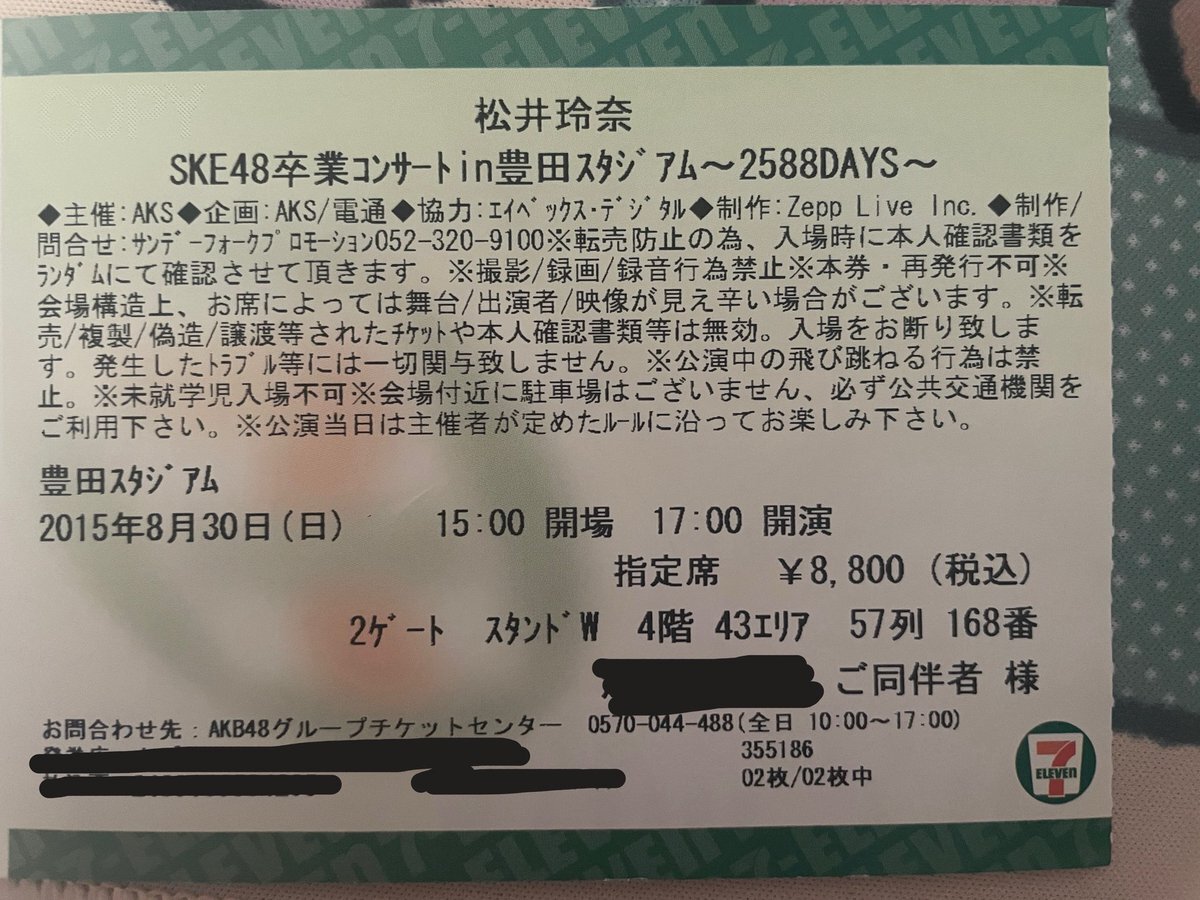 松井玲奈
SKE48卒業ｺﾝｻｰﾄin豊田ｽﾀｼﾞｱﾑ～2588DAYS～
◆主催:AKS◆企画:AKS/電通◆協力:ｴｲﾍﾞｯｸｽ･ﾃﾞｼﾞﾀﾙ◆制作:Zepp Live Inc.◆制作/
問合せ:ｻﾝﾃﾞｰﾌｫｰｸﾌﾟﾛﾓｰｼｮﾝ052-320-9100※転売防止の為、入場時に本人確認書類を
ﾗﾝﾀﾞﾑにて確認させて頂きます。※撮影/録画/録音行為禁止※本券・再発行不可※
会場構造上、お席によっては舞台/出演者/映像が見え辛い場合がございます。※転
売/複製/偽造/譲渡等されたﾁｹｯﾄや本人確認書類等は無効。入場をお断り致しま
す。発生したﾄﾗﾌﾞﾙ等には一切関与致しません。※公演中の飛び跳ねる行為は禁
止。※未就学児入場不可※会場付近に駐車場はございません、必ず公共交通機関を
ご利用下さい。※公演当日は主催者が定めたﾙｰﾙに沿ってお楽しみ下さい。
豊田ｽﾀｼﾞｱﾑ
2015年8月30日(日) 15:00 開場 17:00 開演
指定席 ￥8,800 (税込)
2ｹﾞｰﾄ ｽﾀﾝﾄﾞW 4階 43ｴﾘｱ 57列 168番
ご同伴者 様
お問合わせ先：AKB48グループチケットセンター 0570-044-488(全日 10:00～17:00)
355186
02枚/02枚中
7 ELEVEn